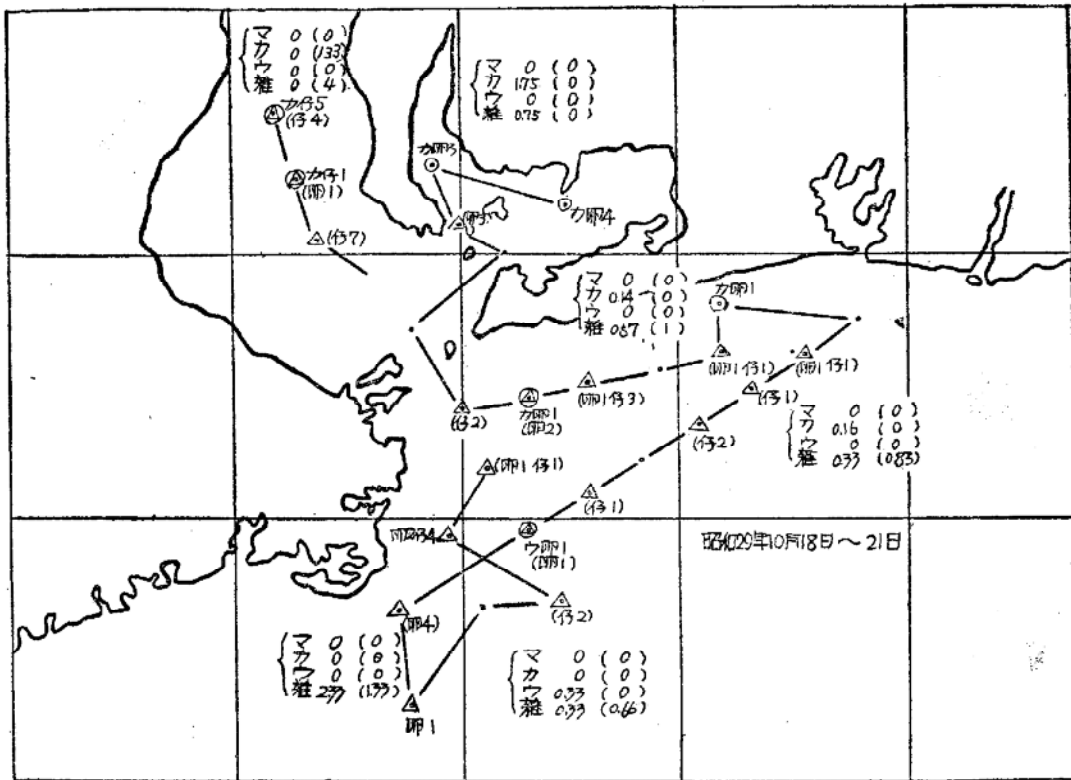 マ 0 (0)
カ 0 (1.33)
ウ 0 (0)
雑 0 (4)
マ 0 (0)
カ 1.75 (0)
ウ 0 (0)
雑 0.75 (0)
カ仔5
(仔4)
カ仔1
(卵1)
(仔7)
カ卵3
カ卵4
マ 0 (0)
カ 0.14 (0)
ウ 0 (0)
雑 0.57 (1)
カ卵1
(卵1仔1)
(卵1仔1)
(仔1)
(仔2)
(卵1仔3)
カ卵1
(卵2)
(仔2)
マ 0 (0)
カ 0.16 (0)
ウ 0 (0)
雑 0.33 (0.83)
(卵1仔1)
(仔1)
ウ卵1
(卵1)
昭和29年10月18日～21日
(卵4)
(仔2)
マ 0 (0)
カ 0 (0)
ウ 0 (0)
雑 2.33 (1.33)
マ 0 (0)
カ 0 (0)
ウ 0.33 (0)
雑 0.33 (0.66)
卵1